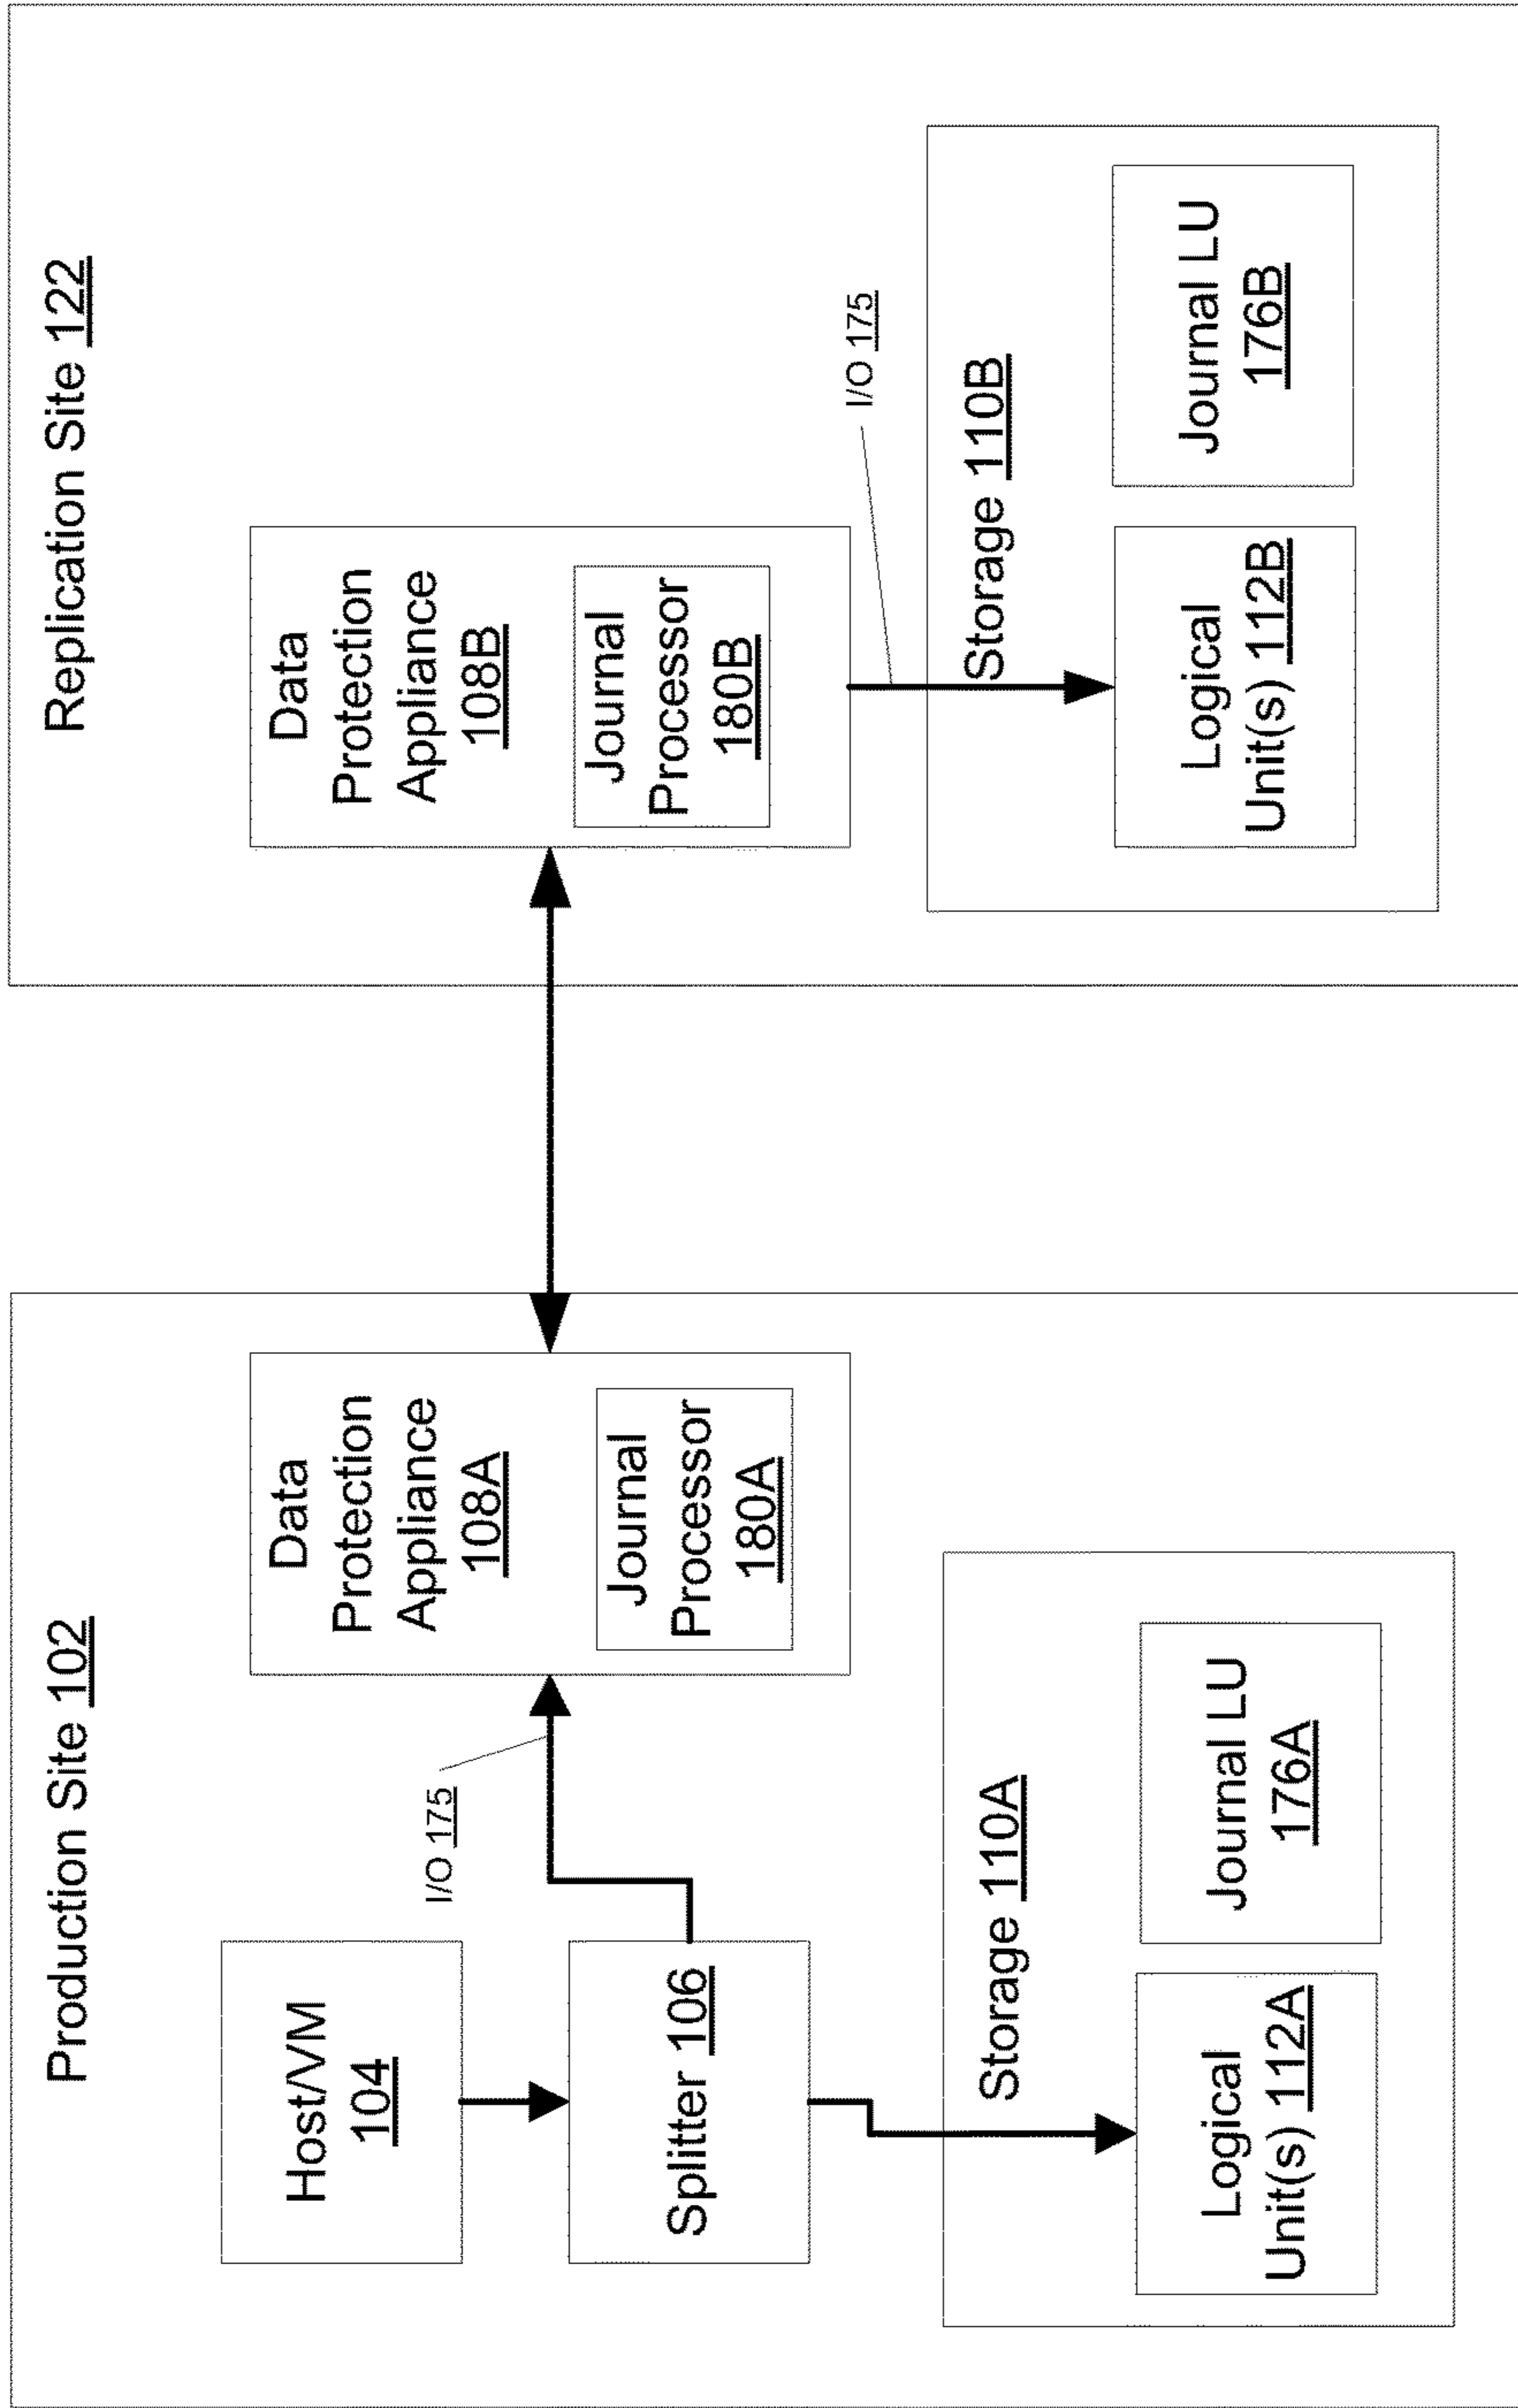 Production Site 102
Host/VM
104
Splitter 106
I/O 175
Data
Protection
Appliance
108A
Journal
Processor
180A
Storage 110A
Logical
Unit(s) 112A
Journal LU
176A
Replication Site 122
Data
Protection
Appliance
108B
Journal
Processor
180B
I/O 175
Storage 110B
Logical
Unit(s) 112B
Journal LU
176B